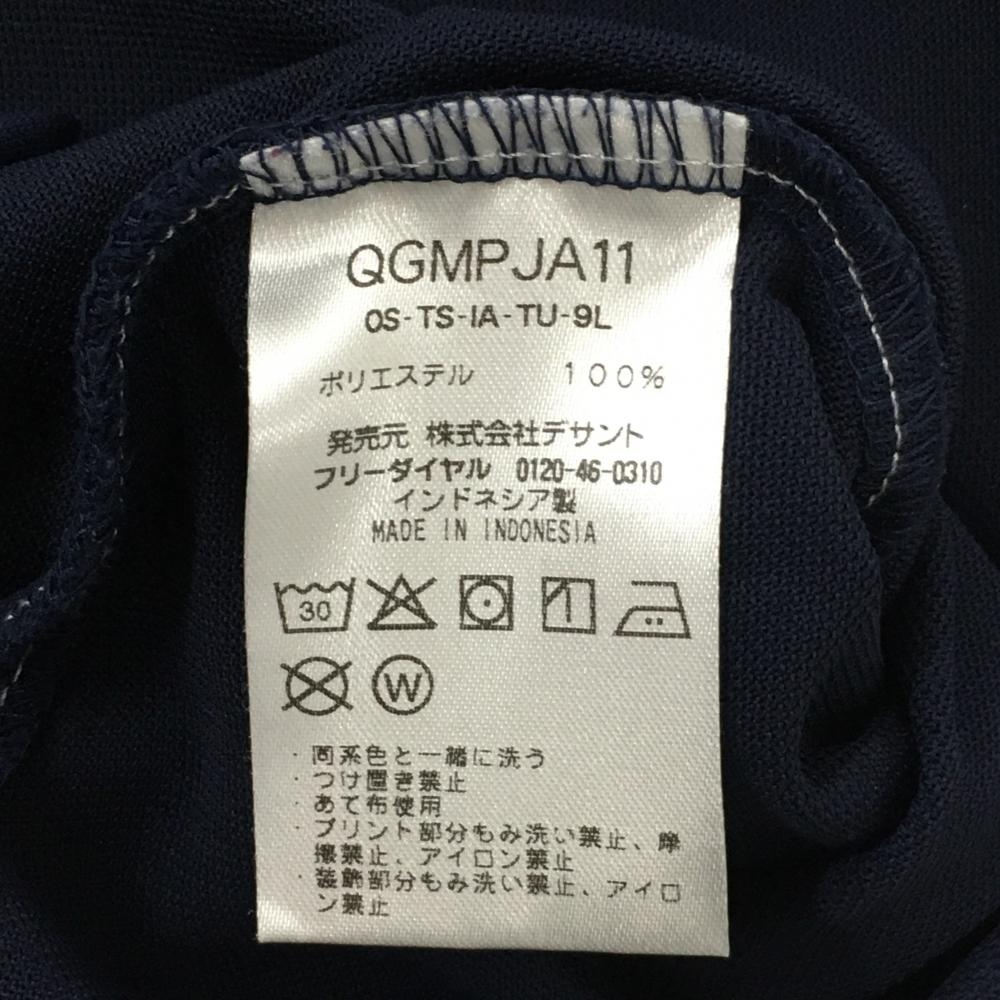 QGMPJA11
OS-TS-IA-TU-9L
ポリエステル 100%
発売元 株式会社デサント
フリーダイヤル 0120-46-0310
インドネシア製
MADE IN INDONESIA
30
W
・同系色と一緒に洗う
・つけ置き禁止
・あて布使用
・プリント部分もみ洗い禁止、摩
擦禁止、アイロン禁止
・装飾部分もみ洗い禁止、アイロ
ン禁止